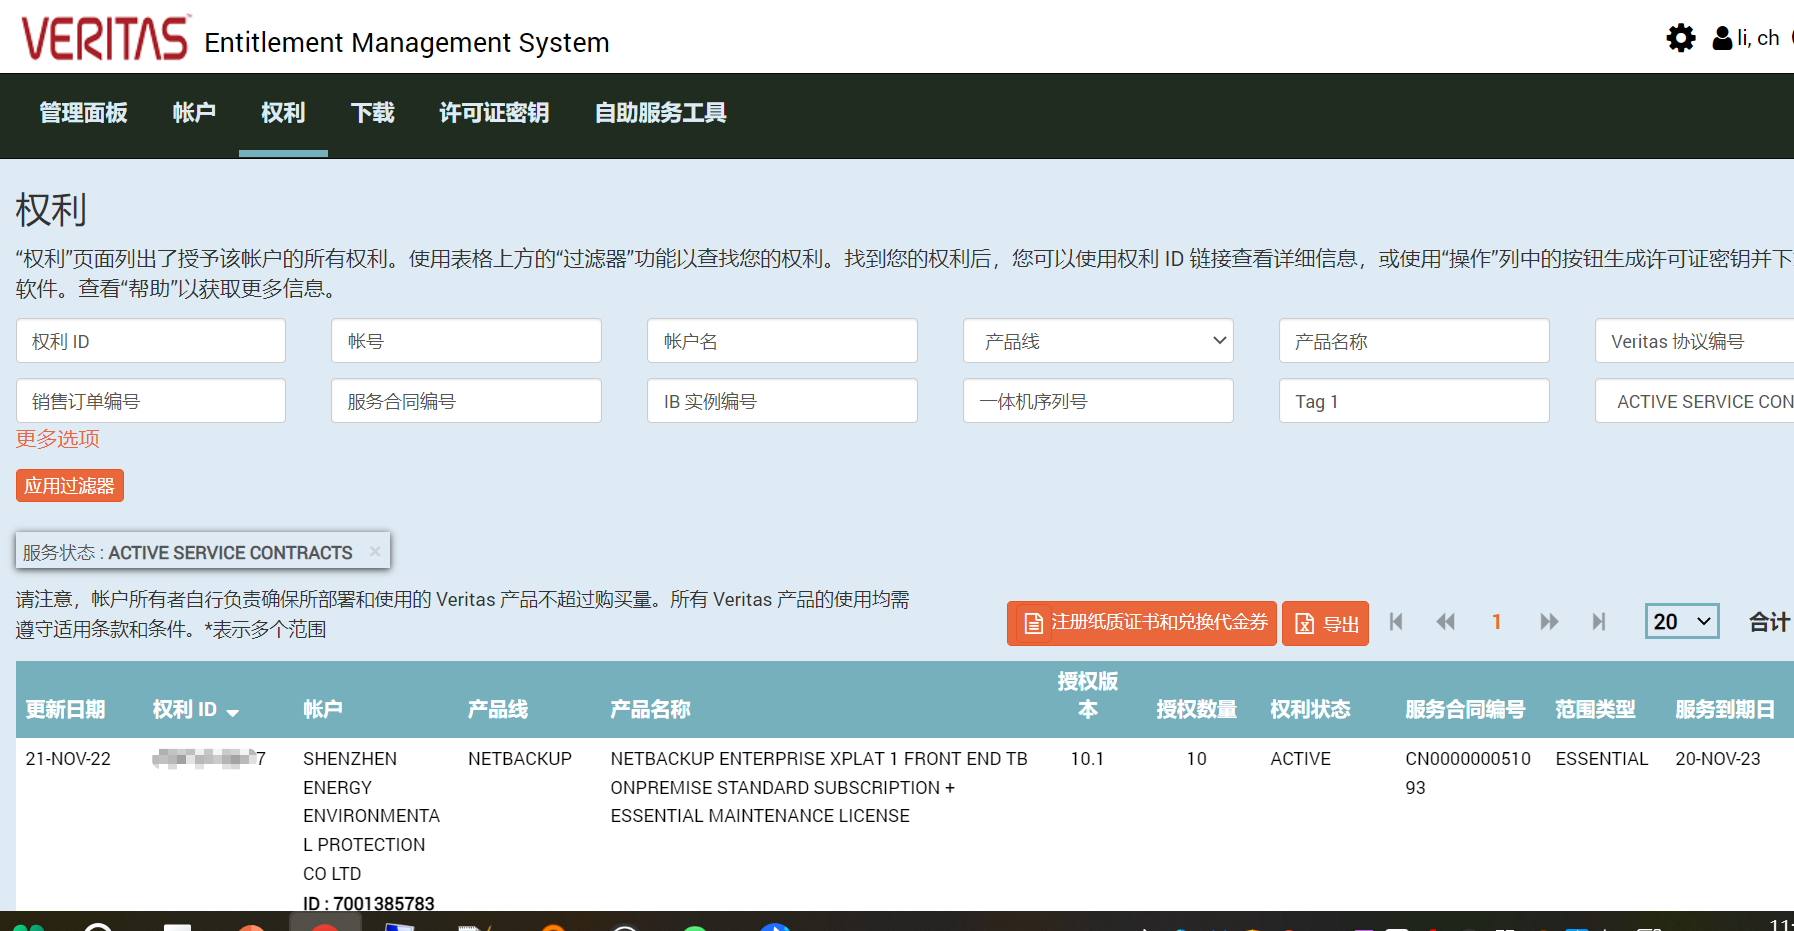 VERITAS Entitlement Management System
li, ch
管理面板 帐户 权利 下载 许可证密钥 自助服务工具
权利
“权利”页面列出了授予该帐户的所有权利。使用表格上方的“过滤器”功能以查找您的权利。找到您的权利后，您可以使用权利 ID 链接查看详细信息，或使用“操作”列中的按钮生成许可证密钥并下
软件。查看“帮助”以获取更多信息。
权利 ID 帐号 帐户名 产品线 产品名称 Veritas 协议编号
销售订单编号 服务合同编号 IB 实例编号 一体机序列号 Tag 1 ACTIVE SERVICE CON
更多选项
应用过滤器
服务状态 : ACTIVE SERVICE CONTRACTS ×
请注意，帐户所有者自行负责确保所部署和使用的 Veritas 产品不超过购买量。所有 Veritas 产品的使用均需
遵守适用条款和条件。*表示多个范围
注册纸质证书和兑换代金券 导出 1 20 合计
更新日期 权利 ID 帐户 产品线 产品名称 授权版本 授权数量 权利状态 服务合同编号 范围类型 服务到期日
21-NOV-22 7 SHENZHEN NETBACKUP NETBACKUP ENTERPRISE XPLAT 1 FRONT END TB 10.1 10 ACTIVE CN0000000510 ESSENTIAL 20-NOV-23
ENERGY ONPREMISE STANDARD SUBSCRIPTION + 93
ENVIRONMENTA ESSENTIAL MAINTENANCE LICENSE
L PROTECTION
CO LTD
ID : 7001385783